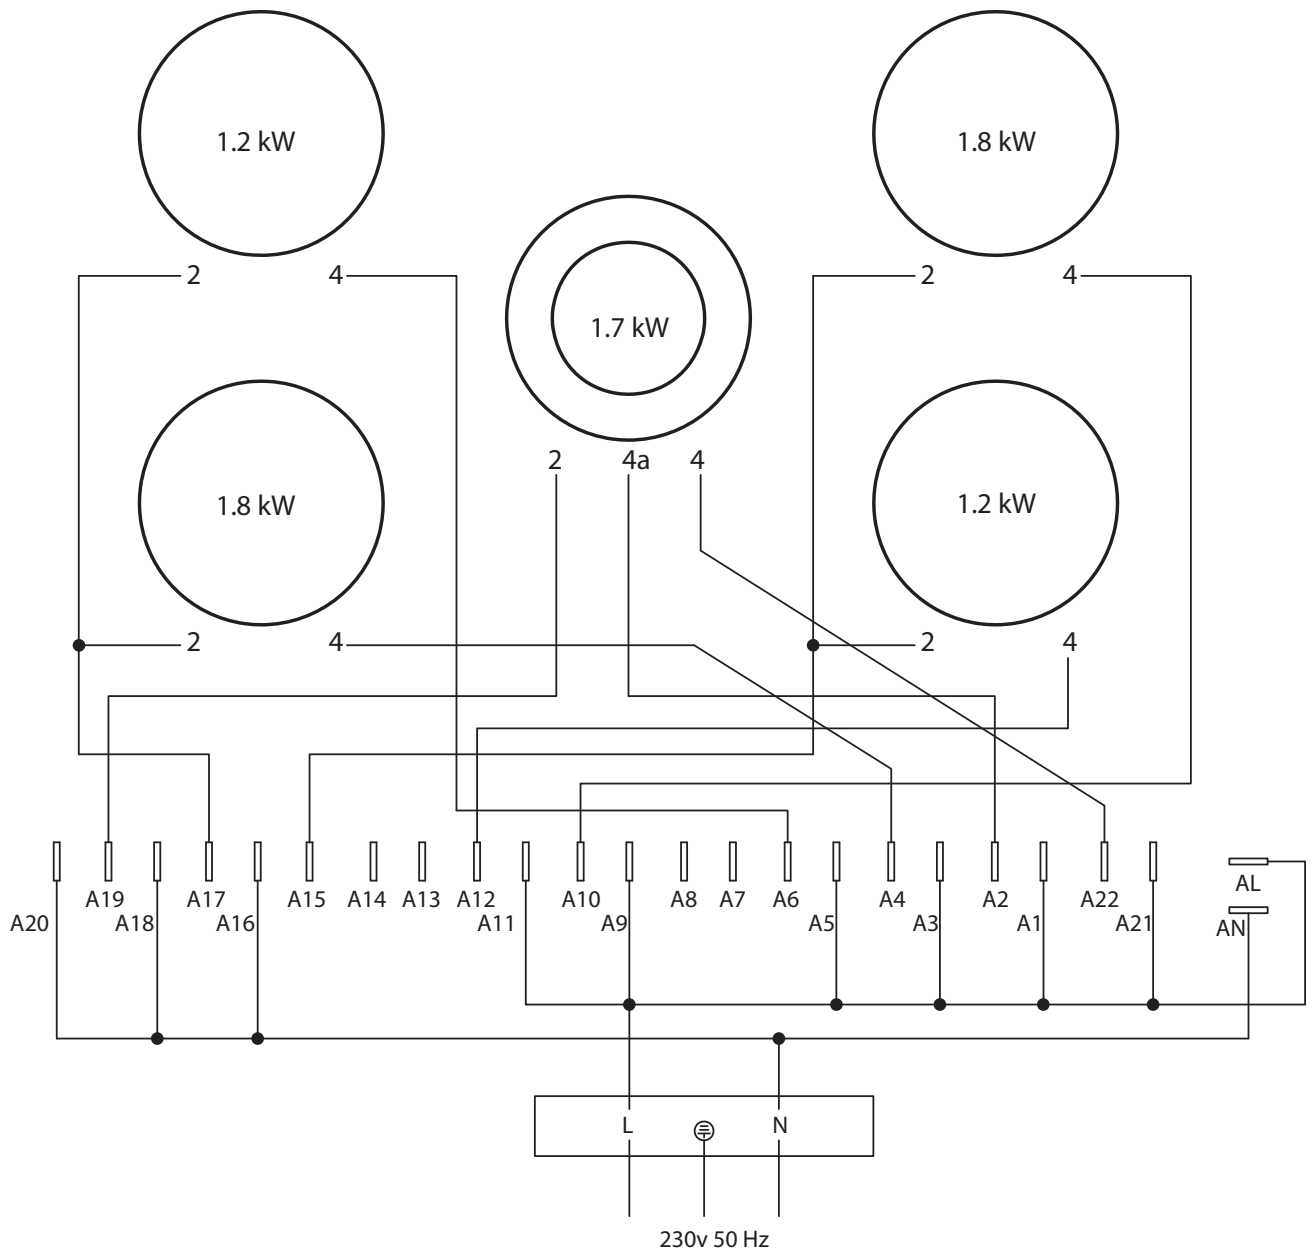 1.2 kW 1.8 kW
2 4 1.7 kW 2 4
2 4a 4
1.8 kW 1.2 kW
2 4 2 4
A19 A17 A15 A14 A13 A12 A10 A8 A7 A6 A4 A2 A22 AL
A20 A18 A16 A11 A9 A5 A3 A1 A21 AN
L N
230v 50 Hz